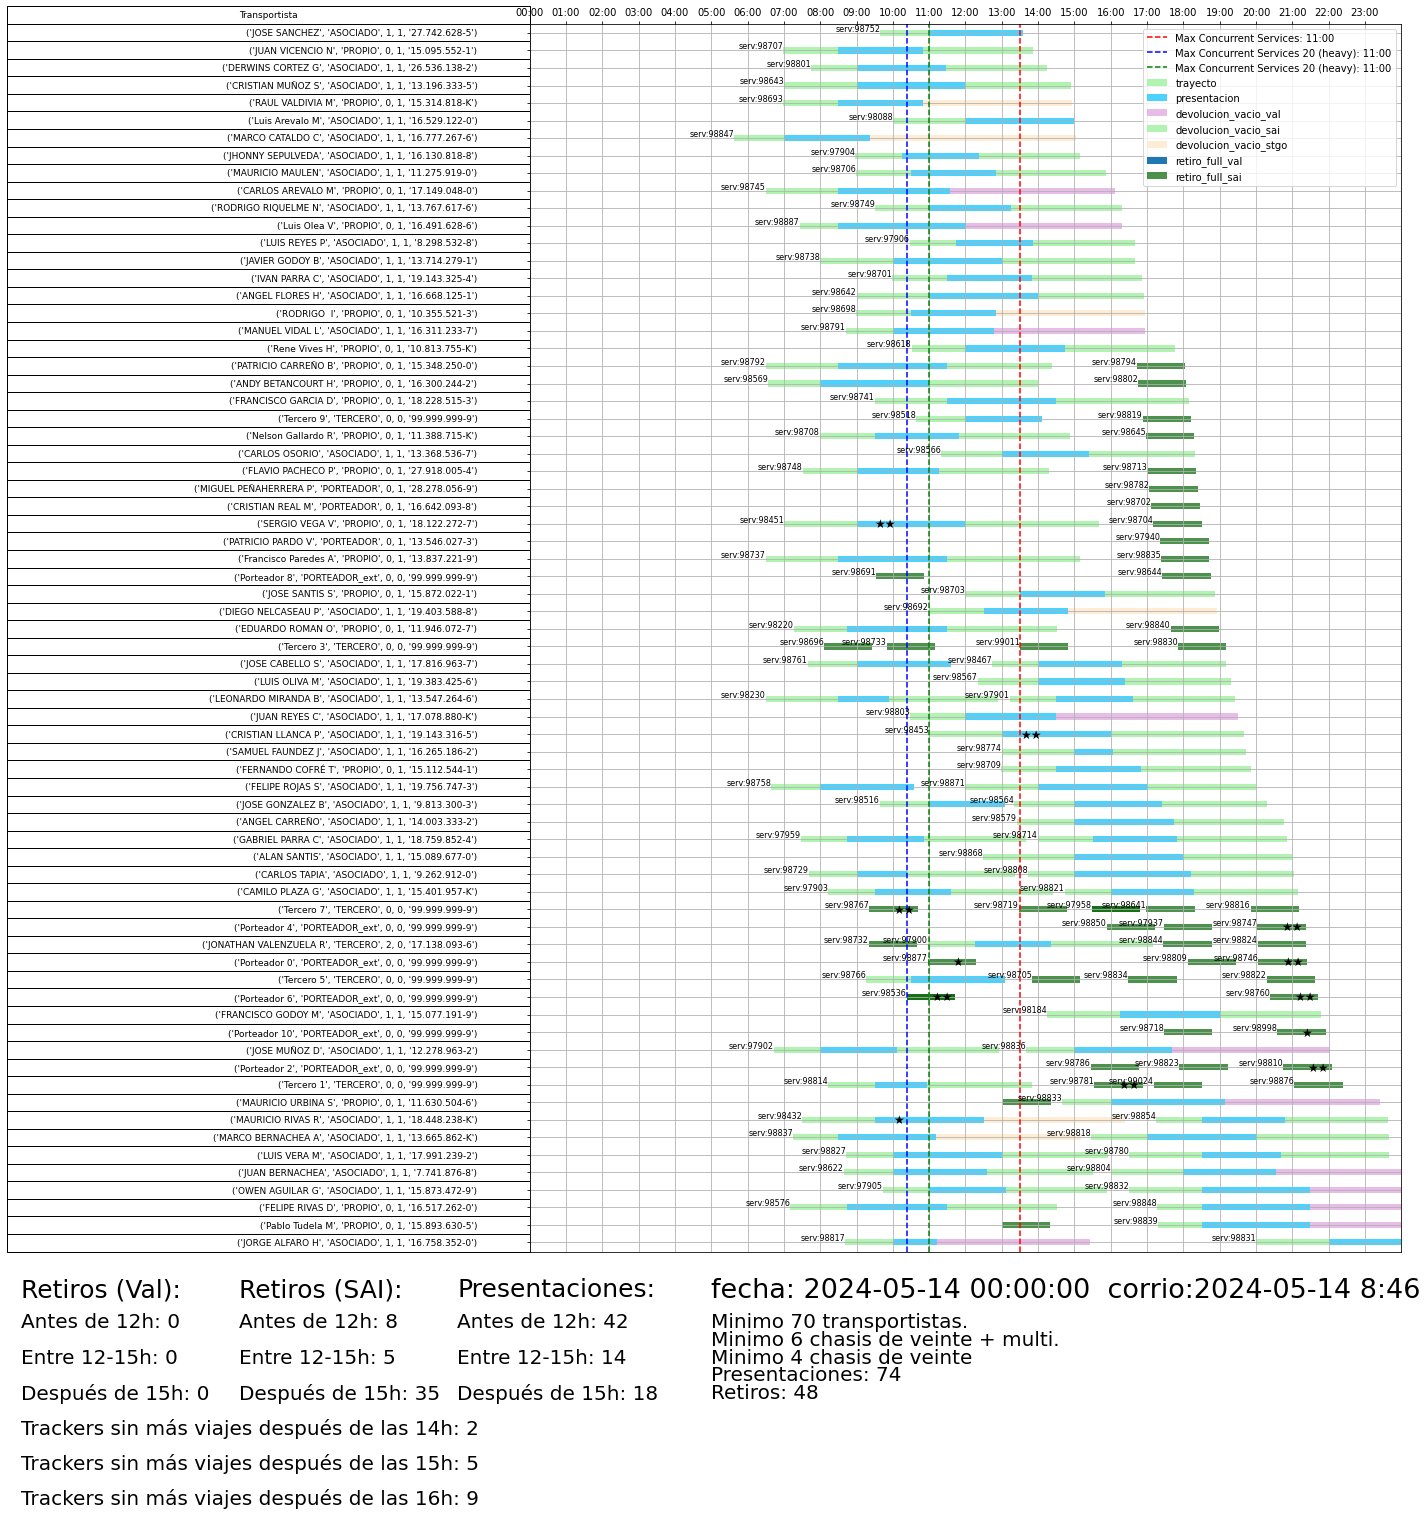 Transportista
00:00 01:00 02:00 03:00 04:00 05:00 06:00 07:00 08:00 09:00 10:00 11:00 12:00 13:00 14:00 15:00 16:00 17:00 18:00 19:00 20:00 21:00 22:00 23:00
Max Concurrent Services: 11:00
Max Concurrent Services 20 (heavy): 11:00
Max Concurrent Services 20 (heavy): 11:00
trayecto
presentacion
devolucion_vacio_val
devolucion_vacio_sai
devolucion_vacio_stgo
retiro_full_val
retiro_full_sai
('JOSE SANCHEZ', 'ASOCIADO', 1, 1, '27.742.628-5') serv:98752
('JUAN VICENCIO N', 'PROPIO', 0, 1, '15.095.552-1') serv:98707
('DERWINS CORTEZ G', 'ASOCIADO', 1, 1, '26.536.138-2') serv:98801
('CRISTIAN MUÑOZ S', 'ASOCIADO', 1, 1, '13.196.333-5') serv:98643
('RAUL VALDIVIA M', 'PROPIO', 0, 1, '15.314.818-K') serv:98693
('Luis Arevalo M', 'ASOCIADO', 1, 1, '16.529.122-0') serv:98088
('MARCO CATALDO C', 'ASOCIADO', 1, 1, '16.777.267-6') serv:98847
('JHONNY SEPULVEDA', 'ASOCIADO', 1, 1, '16.130.818-8') serv:97904
('MAURICIO MAULEN', 'ASOCIADO', 1, 1, '11.275.919-0') serv:98706
('CARLOS AREVALO M', 'PROPIO', 0, 1, '17.149.048-0') serv:98745
('RODRIGO RIQUELME N', 'ASOCIADO', 1, 1, '13.767.617-6') serv:98749
('Luis Olea V', 'PROPIO', 0, 1, '16.491.628-6') serv:98887
('LUIS REYES P', 'ASOCIADO', 1, 1, '8.298.532-8') serv:97906
('JAVIER GODOY B', 'ASOCIADO', 1, 1, '13.714.279-1') serv:98738
('IVAN PARRA C', 'ASOCIADO', 1, 1, '19.143.325-4') serv:98701
('ANGEL FLORES H', 'ASOCIADO', 1, 1, '16.668.125-1') serv:98642
('RODRIGO  I', 'PROPIO', 0, 1, '10.355.521-3') serv:98698
('MANUEL VIDAL L', 'ASOCIADO', 1, 1, '16.311.233-7') serv:98791
('Rene Vives H', 'PROPIO', 0, 1, '10.813.755-K') serv:98618
('PATRICIO CARREÑO B', 'PROPIO', 0, 1, '15.348.250-0') serv:98792 serv:98794
('ANDY BETANCOURT H', 'PROPIO', 0, 1, '16.300.244-2') serv:98569 serv:98802
('FRANCISCO GARCIA D', 'PROPIO', 0, 1, '18.228.515-3') serv:98741
('Tercero 9', 'TERCERO', 0, 0, '99.999.999-9') serv:98518 serv:98819
('Nelson Gallardo R', 'PROPIO', 0, 1, '11.388.715-K') serv:98708 serv:98645
('CARLOS OSORIO', 'ASOCIADO', 1, 1, '13.368.536-7') serv:98566
('FLAVIO PACHECO P', 'PROPIO', 0, 1, '27.918.005-4') serv:98748 serv:98713
('MIGUEL PEÑAHERRERA P', 'PORTEADOR', 0, 1, '28.278.056-9') serv:98782
('CRISTIAN REAL M', 'PORTEADOR', 0, 1, '16.642.093-8') serv:98702
('SERGIO VEGA V', 'PROPIO', 0, 1, '18.122.272-7') serv:98451 serv:98704
('PATRICIO PARDO V', 'PORTEADOR', 0, 1, '13.546.027-3') serv:97940
('Francisco Paredes A', 'PROPIO', 0, 1, '13.837.221-9') serv:98737 serv:98835
('Porteador 8', 'PORTEADOR_ext', 0, 0, '99.999.999-9') serv:98691 serv:98644
('JOSE SANTIS S', 'PROPIO', 0, 1, '15.872.022-1') serv:98703
('DIEGO NELCASEAU P', 'ASOCIADO', 1, 1, '19.403.588-8') serv:98692
('EDUARDO ROMAN O', 'PROPIO', 0, 1, '11.946.072-7') serv:98220 serv:98840
('Tercero 3', 'TERCERO', 0, 0, '99.999.999-9') serv:98696 serv:98733 serv:99011 serv:98830
('JOSE CABELLO S', 'ASOCIADO', 1, 1, '17.816.963-7') serv:98761 serv:98467
('LUIS OLIVA M', 'ASOCIADO', 1, 1, '19.383.425-6') serv:98567
('LEONARDO MIRANDA B', 'ASOCIADO', 1, 1, '13.547.264-6') serv:98230 serv:97901
('JUAN REYES C', 'ASOCIADO', 1, 1, '17.078.880-K') serv:98803
('CRISTIAN LLANCA P', 'ASOCIADO', 1, 1, '19.143.316-5') serv:98453
('SAMUEL FAUNDEZ J', 'ASOCIADO', 1, 1, '16.265.186-2') serv:98774
('FERNANDO COFRÉ T', 'PROPIO', 0, 1, '15.112.544-1') serv:98709
('FELIPE ROJAS S', 'ASOCIADO', 1, 1, '19.756.747-3') serv:98758 serv:98871
('JOSE GONZALEZ B', 'ASOCIADO', 1, 1, '9.813.300-3') serv:98516 serv:98564
('ANGEL CARREÑO', 'ASOCIADO', 1, 1, '14.003.333-2') serv:98579
('GABRIEL PARRA C', 'ASOCIADO', 1, 1, '18.759.852-4') serv:97959 serv:98714
('ALAN SANTIS', 'ASOCIADO', 1, 1, '15.089.677-0') serv:98868
('CARLOS TAPIA', 'ASOCIADO', 1, 1, '9.262.912-0') serv:98729 serv:98808
('CAMILO PLAZA G', 'ASOCIADO', 1, 1, '15.401.957-K') serv:97903 serv:98821
('Tercero 7', 'TERCERO', 0, 0, '99.999.999-9') serv:98767 serv:98719 serv:97958 serv:98641 serv:98816
('Porteador 4', 'PORTEADOR_ext', 0, 0, '99.999.999-9') serv:98850 serv:97937 serv:98747
('JONATHAN VALENZUELA R', 'TERCERO', 2, 0, '17.138.093-6') serv:98732 serv:97900 serv:98844 serv:98824
('Porteador 0', 'PORTEADOR_ext', 0, 0, '99.999.999-9') serv:98877 serv:98809 serv:98746
('Tercero 5', 'TERCERO', 0, 0, '99.999.999-9') serv:98766 serv:98705 serv:98834 serv:98822
('Porteador 6', 'PORTEADOR_ext', 0, 0, '99.999.999-9') serv:98536 serv:98760
('FRANCISCO GODOY M', 'ASOCIADO', 1, 1, '15.077.191-9') serv:98184
('Porteador 10', 'PORTEADOR_ext', 0, 0, '99.999.999-9') serv:98718 serv:98998
('JOSE MUÑOZ D', 'ASOCIADO', 1, 1, '12.278.963-2') serv:97902 serv:98836
('Porteador 2', 'PORTEADOR_ext', 0, 0, '99.999.999-9') serv:98786 serv:98823 serv:98810
('Tercero 1', 'TERCERO', 0, 0, '99.999.999-9') serv:98814 serv:98781 serv:99024 serv:98876
('MAURICIO URBINA S', 'PROPIO', 0, 1, '11.630.504-6') serv:98833
('MAURICIO RIVAS R', 'ASOCIADO', 1, 1, '18.448.238-K') serv:98432 serv:98854
('MARCO BERNACHEA A', 'ASOCIADO', 1, 1, '13.665.862-K') serv:98837 serv:98818
('LUIS VERA M', 'ASOCIADO', 1, 1, '17.991.239-2') serv:98827 serv:98780
('JUAN BERNACHEA', 'ASOCIADO', 1, 1, '7.741.876-8') serv:98622 serv:98804
('OWEN AGUILAR G', 'ASOCIADO', 1, 1, '15.873.472-9') serv:97905 serv:98832
('FELIPE RIVAS D', 'PROPIO', 0, 1, '16.517.262-0') serv:98576 serv:98848
('Pablo Tudela M', 'PROPIO', 0, 1, '15.893.630-5') serv:98839
('JORGE ALFARO H', 'ASOCIADO', 1, 1, '16.758.352-0') serv:98817 serv:98831
Retiros (Val): Retiros (SAI): Presentaciones: fecha: 2024-05-14 00:00:00  corrio:2024-05-14 8:46
Antes de 12h: 0 Antes de 12h: 8 Antes de 12h: 42 Minimo 70 transportistas.
Minimo 6 chasis de veinte + multi.
Entre 12-15h: 0 Entre 12-15h: 5 Entre 12-15h: 14 Minimo 4 chasis de veinte
Presentaciones: 74
Después de 15h: 0 Después de 15h: 35 Después de 15h: 18 Retiros: 48
Trackers sin más viajes después de las 14h: 2
Trackers sin más viajes después de las 15h: 5
Trackers sin más viajes después de las 16h: 9